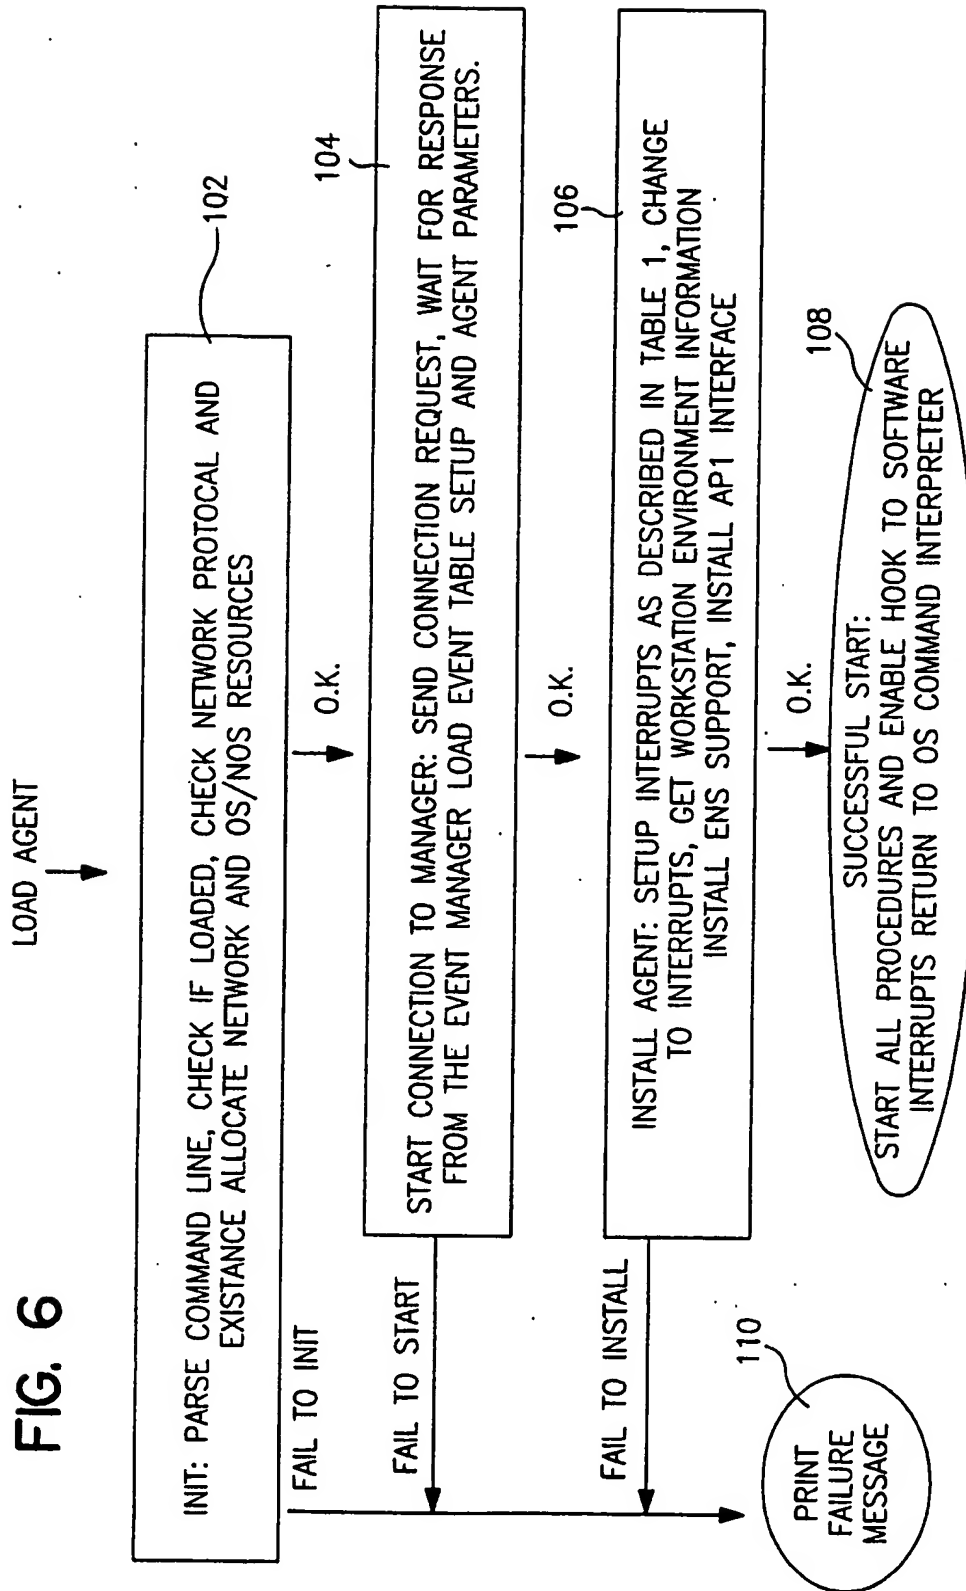 FIG. 6
LOAD AGENT
102
INIT: PARSE COMMAND LINE, CHECK IF LOADED, CHECK NETWORK PROTOCAL AND
EXISTANCE ALLOCATE NETWORK AND OS/NOS RESOURCES
FAIL TO INIT
O.K.
104
START CONNECTION TO MANAGER: SEND CONNECTION REQUEST, WAIT FOR RESPONSE
FROM THE EVENT MANAGER LOAD EVENT TABLE SETUP AND AGENT PARAMETERS.
FAIL TO START
O.K.
106
INSTALL AGENT: SETUP INTERRUPTS AS DESCRIBED IN TABLE 1, CHANGE
TO INTERRUPTS, GET WORKSTATION ENVIRONMENT INFORMATION
INSTALL ENS SUPPORT, INSTALL AP1 INTERFACE
FAIL TO INSTALL
O.K.
108
SUCCESSFUL START:
START ALL PROCEDURES AND ENABLE HOOK TO SOFTWARE
INTERRUPTS RETURN TO OS COMMAND INTERPRETER
110
PRINT
FAILURE
MESSAGE